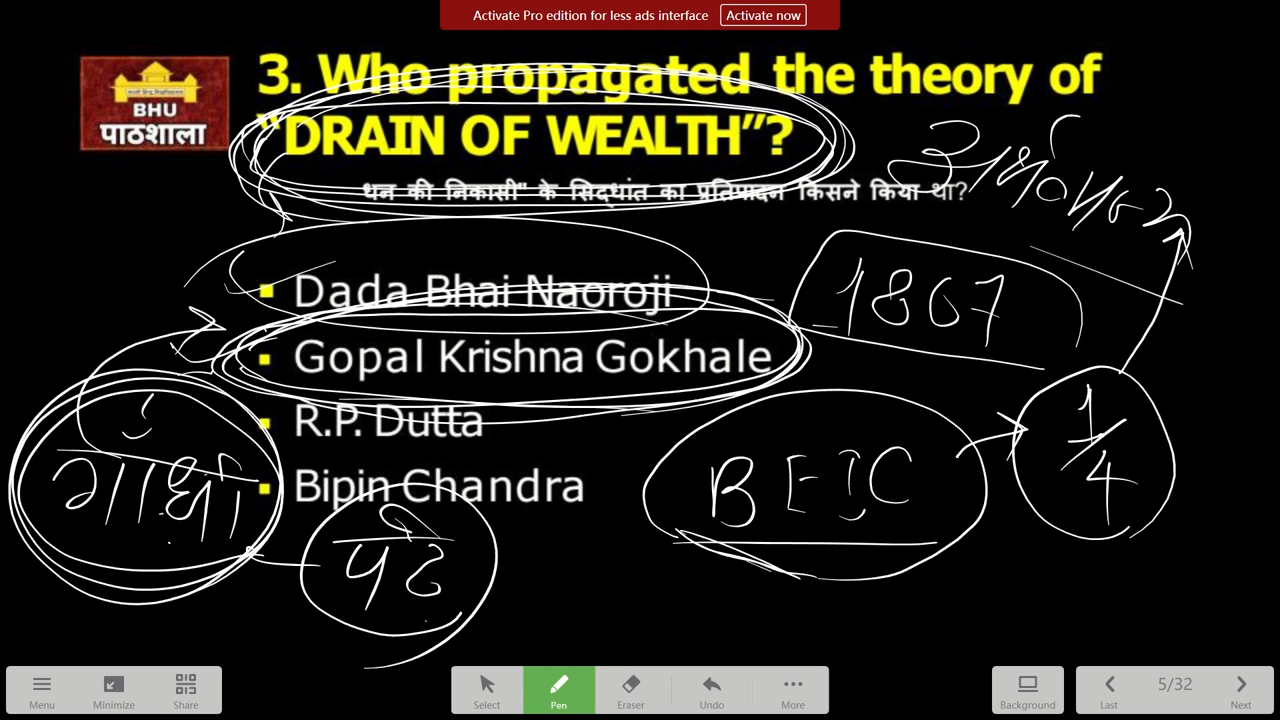 Activate Pro edition for less ads interface Activate now
3. Who propagated the theory of
"DRAIN OF WEALTH"?
BHU
पाठशाला
धन की निकासी" के सिद्धांत का प्रतिपादन किसने किया था?
Dada Bhai Naoroji
1867
Gopal Krishna Gokhale
R.P. Dutta
1/4
गाधी
BEIC
Bipin Chandra
Menu Minimize Share Select Pen Eraser Undo More Background Last 5/32 Next